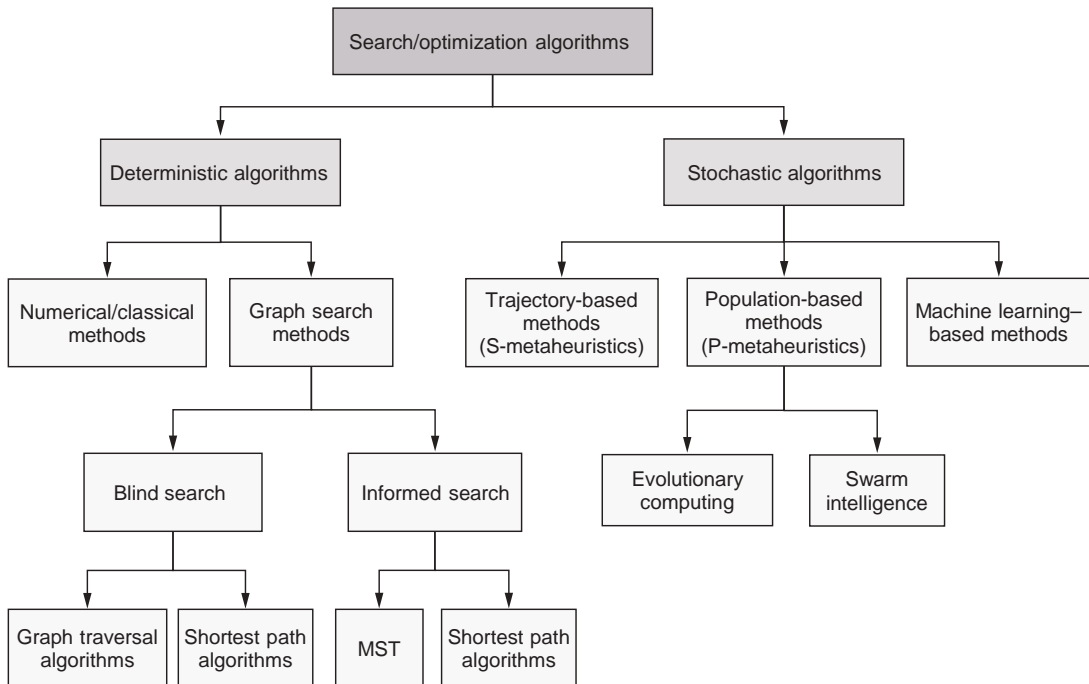 Search/optimization algorithms
Deterministic algorithms
Stochastic algorithms
Numerical/classical
methods
Graph search
methods
Trajectory-based
methods
(S-metaheuristics)
Population-based
methods
(P-metaheuristics)
Machine learning–
based methods
Blind search
Informed search
Evolutionary
computing
Swarm
intelligence
Graph traversal
algorithms
Shortest path
algorithms
MST
Shortest path
algorithms